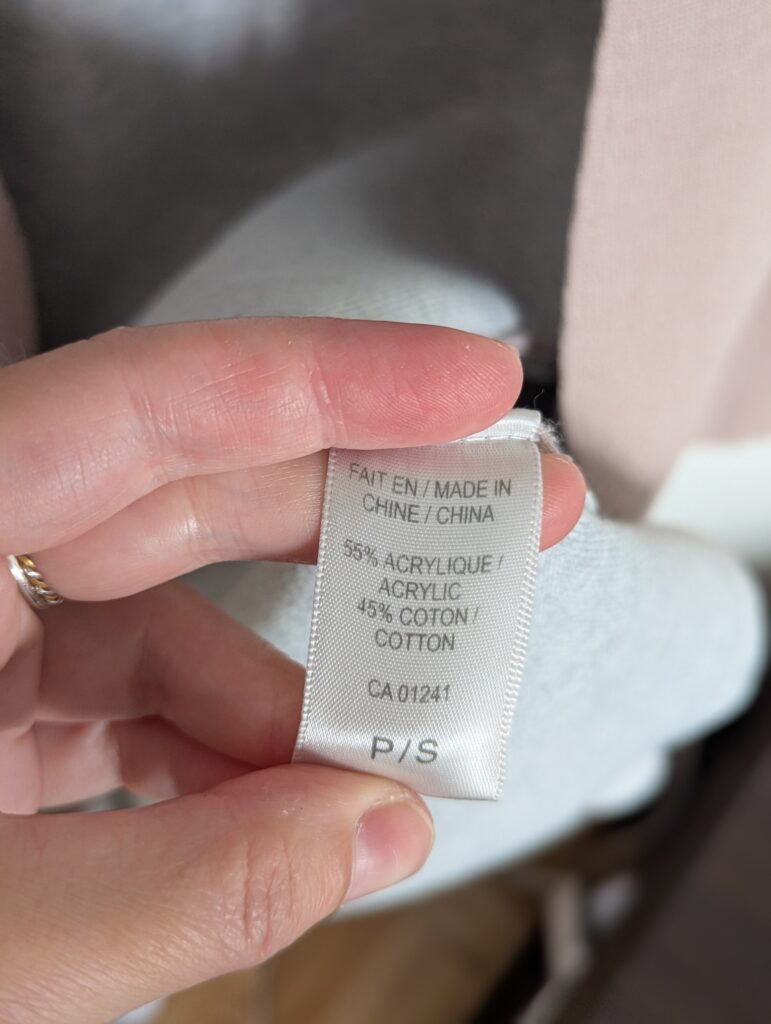 FAIT EN / MADE IN
CHINE / CHINA
55% ACRYLIQUE /
ACRYLIC
45% COTON /
COTTON
CA 01241
P/S